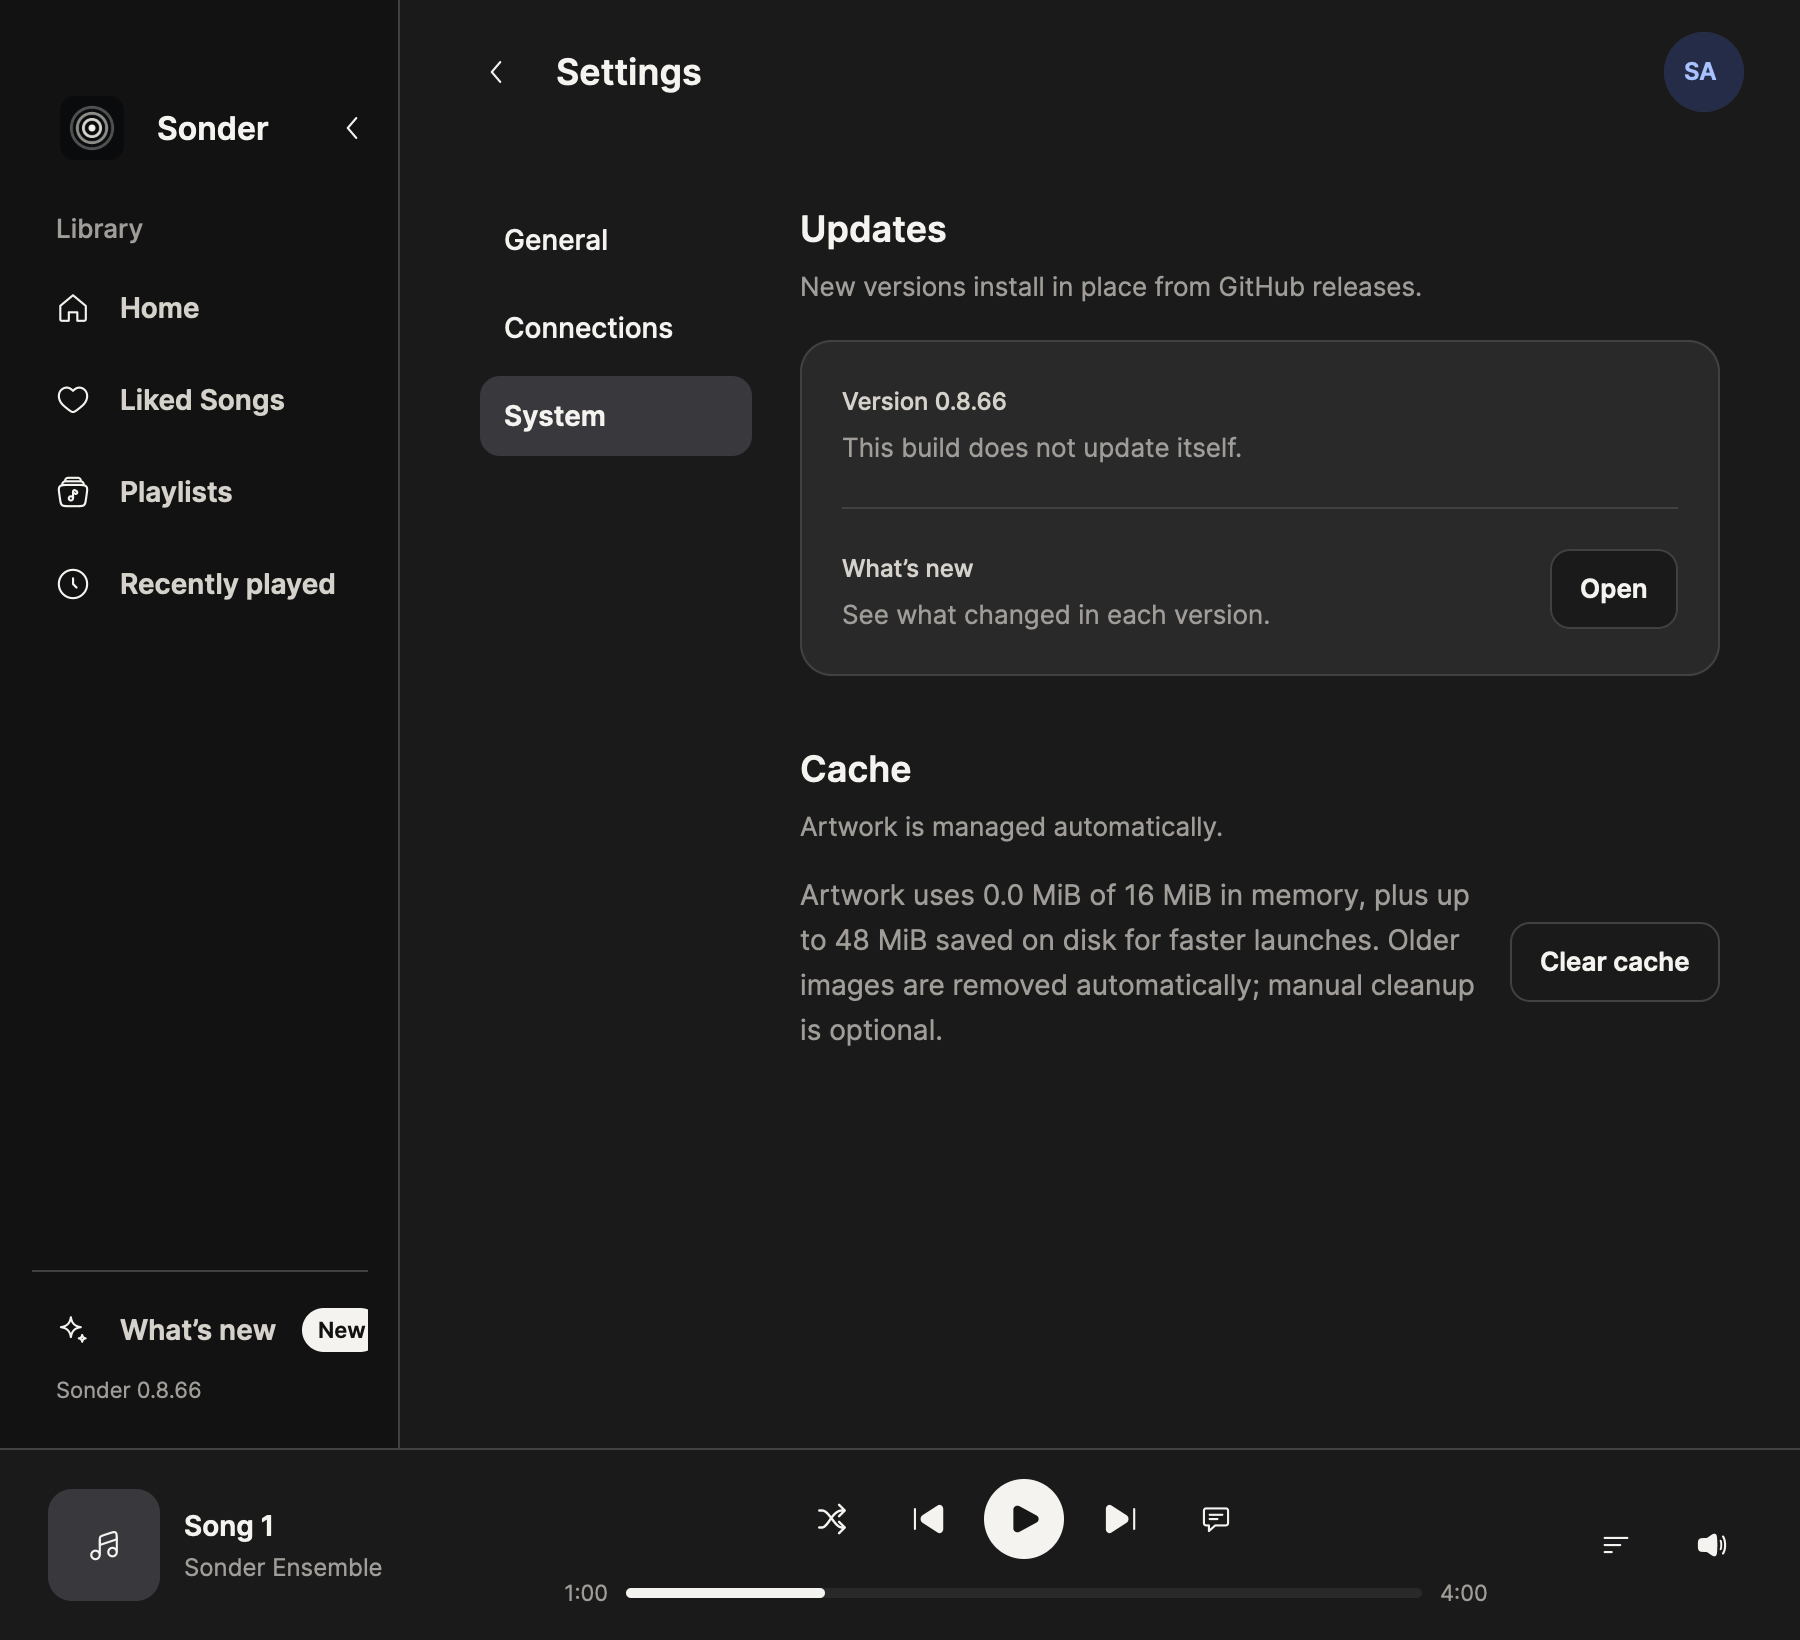 Settings
SA
Sonder
Library
Home
Liked Songs
Playlists
Recently played
What’s new
New
Sonder 0.8.66
General
Connections
System
Updates
New versions install in place from GitHub releases.
Version 0.8.66
This build does not update itself.
What’s new
See what changed in each version.
Open
Cache
Artwork is managed automatically.
Artwork uses 0.0 MiB of 16 MiB in memory, plus up
to 48 MiB saved on disk for faster launches. Older
images are removed automatically; manual cleanup
is optional.
Clear cache
Song 1
Sonder Ensemble
1:00
4:00